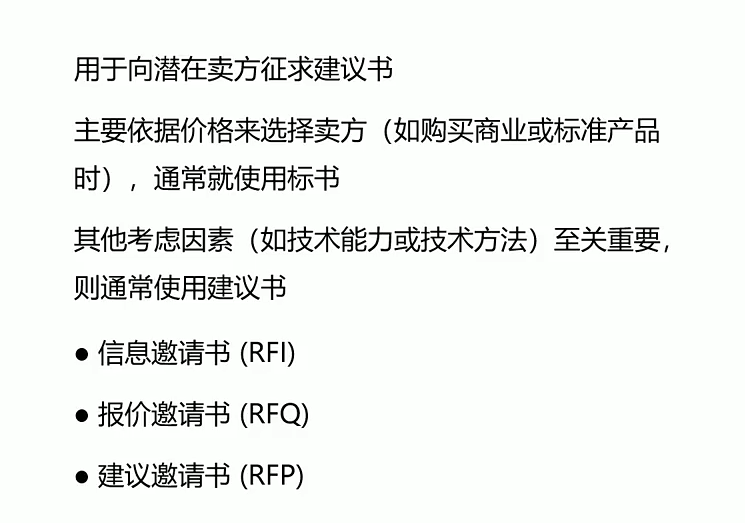 用于向潜在卖方征求建议书
主要依据价格来选择卖方（如购买商业或标准产品
时），通常就使用标书
其他考虑因素（如技术能力或技术方法）至关重要，
则通常使用建议书
● 信息邀请书 (RFI)
● 报价邀请书 (RFQ)
● 建议邀请书 (RFP)